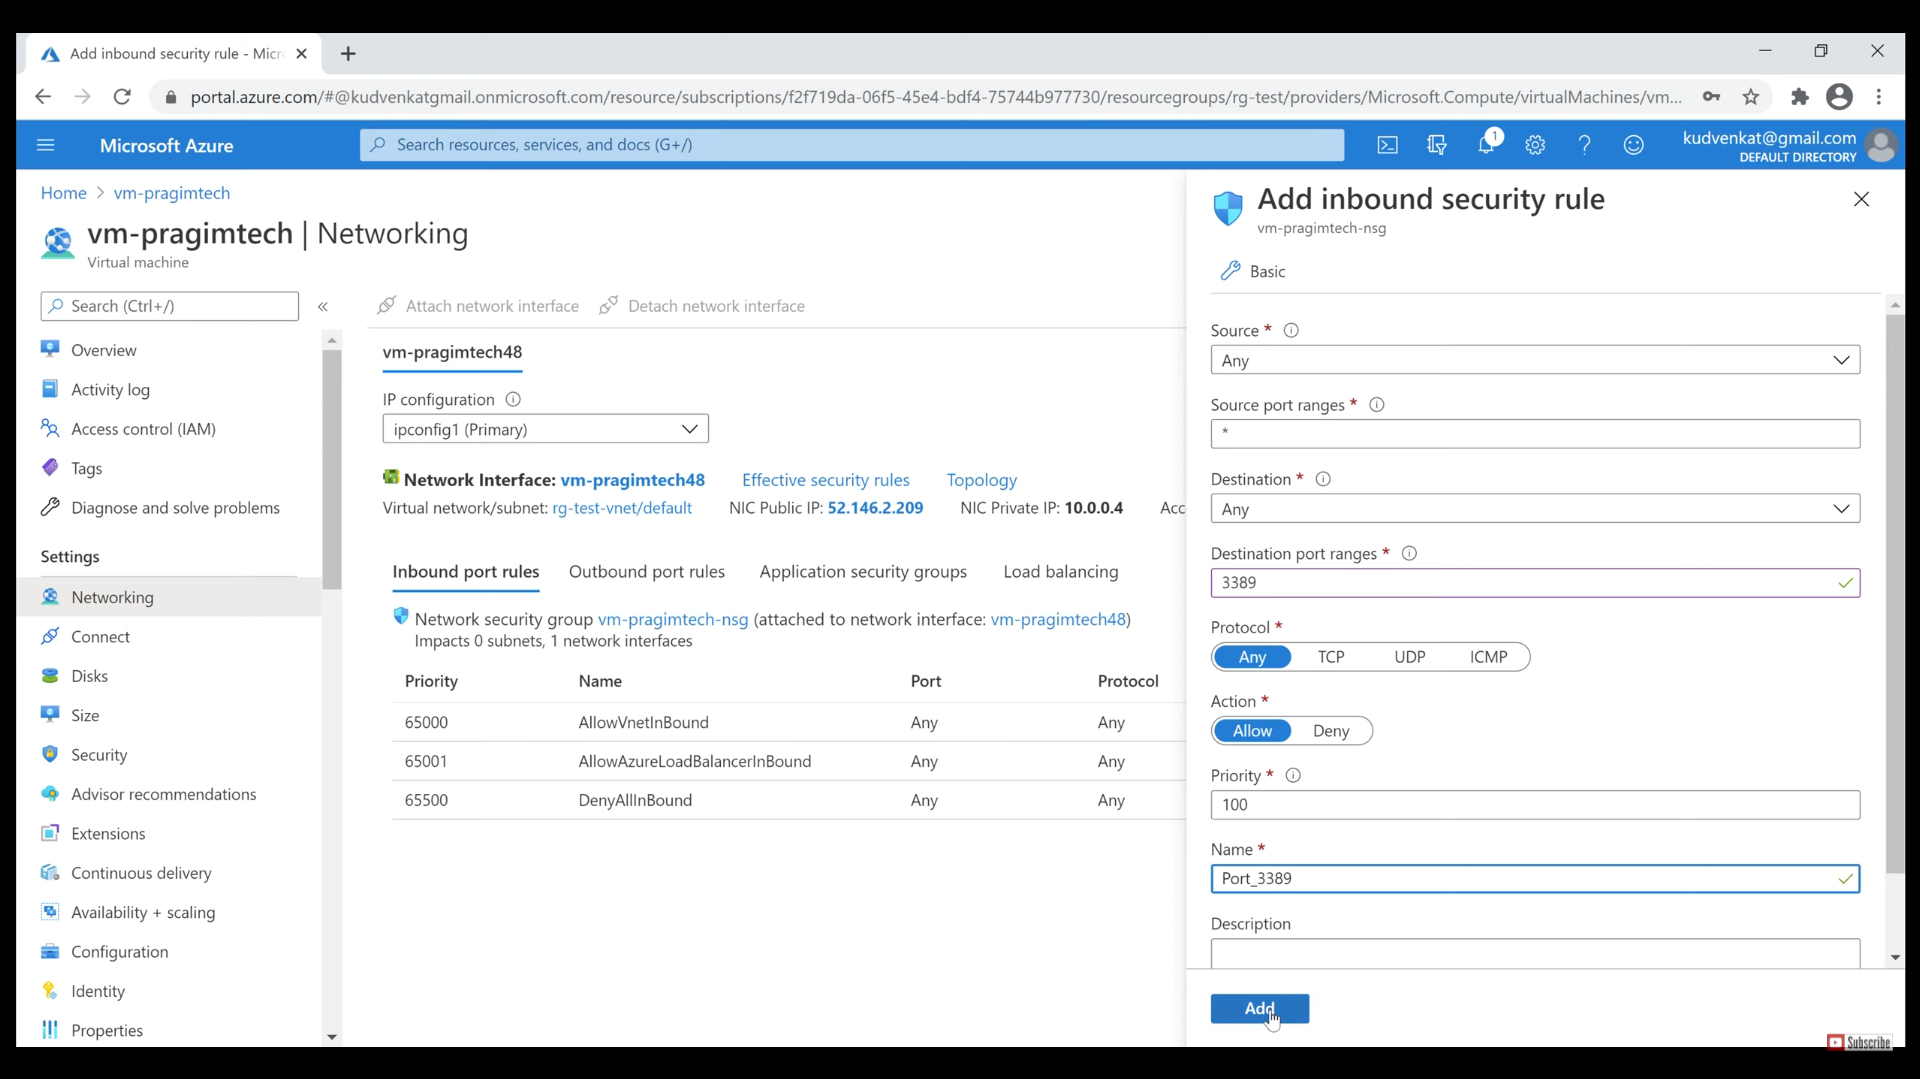 Add inbound security rule - Micr
portal.azure.com/#@kudvenkatgmail.onmicrosoft.com/resource/subscriptions/f2f719da-06f5-45e4-bdf4-75744b977730/resourcegroups/rg-test/providers/Microsoft.Compute/virtualMachines/vm...
Microsoft Azure
Search resources, services, and docs (G+/)
1
kudvenkat@gmail.com
DEFAULT DIRECTORY
Home > vm-pragimtech
vm-pragimtech | Networking
Virtual machine
Search (Ctrl+/)
«
Overview
Activity log
Access control (IAM)
Tags
Diagnose and solve problems
Settings
Networking
Connect
Disks
Size
Security
Advisor recommendations
Extensions
Continuous delivery
Availability + scaling
Configuration
Identity
Properties
Attach network interface
Detach network interface
vm-pragimtech48
IP configuration
ipconfig1 (Primary)
Network Interface: vm-pragimtech48 Effective security rules Topology
Virtual network/subnet: rg-test-vnet/default NIC Public IP: 52.146.2.209 NIC Private IP: 10.0.0.4 Acc
Inbound port rules Outbound port rules Application security groups Load balancing
Network security group vm-pragimtech-nsg (attached to network interface: vm-pragimtech48)
Impacts 0 subnets, 1 network interfaces
Priority Name Port Protocol
65000 AllowVnetInBound Any Any
65001 AllowAzureLoadBalancerInBound Any Any
65500 DenyAllInBound Any Any
Add inbound security rule
vm-pragimtech-nsg
Basic
Source *
Any
Source port ranges *
*
Destination *
Any
Destination port ranges *
3389
Protocol *
Any TCP UDP ICMP
Action *
Allow Deny
Priority *
100
Name *
Port_3389
Description
Add
Subscribe